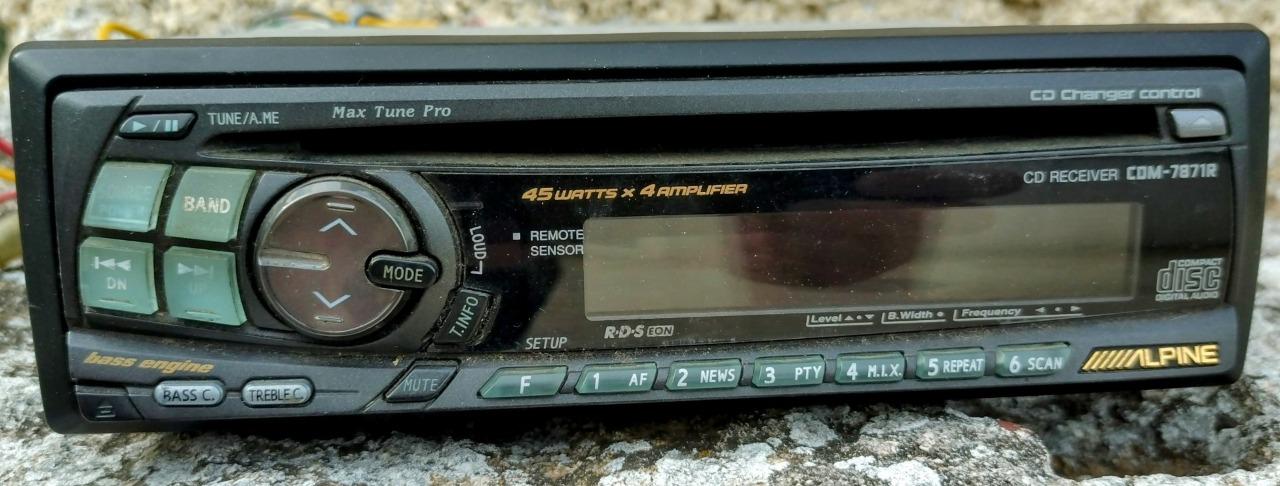 CD Changer control
TUNE/A.ME
Max Tune Pro
CD RECEIVER CDM-7871R
45 WATTS x 4 AMPLIFIER
BAND
REMOTE
SENSOR
LOUD
MODE
DN
UP
T.INFO
COMPACT
disc
DIGITAL AUDIO
Level
B.Width
Frequency
R·D·S EON
SETUP
bass engine
BASS C.
TREBLE C.
MUTE
F
1 AF
2 NEWS
3 PTY
4 M.I.X.
5 REPEAT
6 SCAN
ALPINE